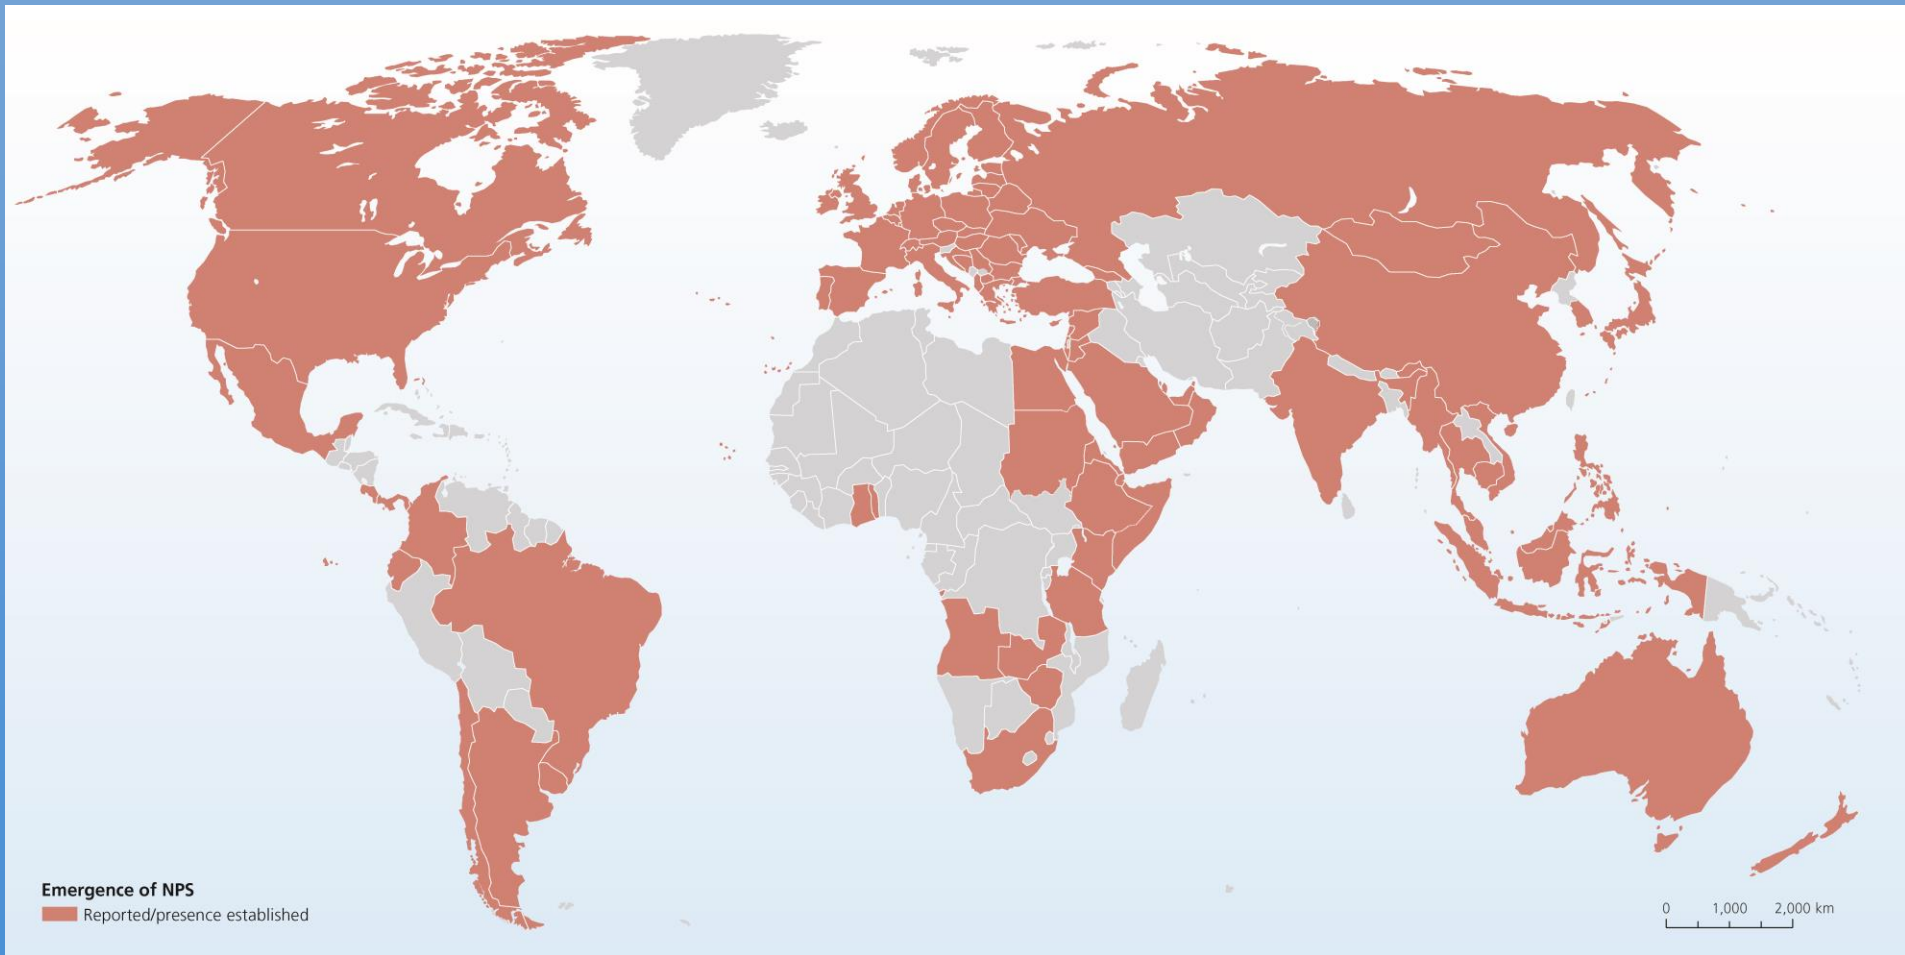 Emergence of NPS
Reported/presence established
0 1,000 2,000 km